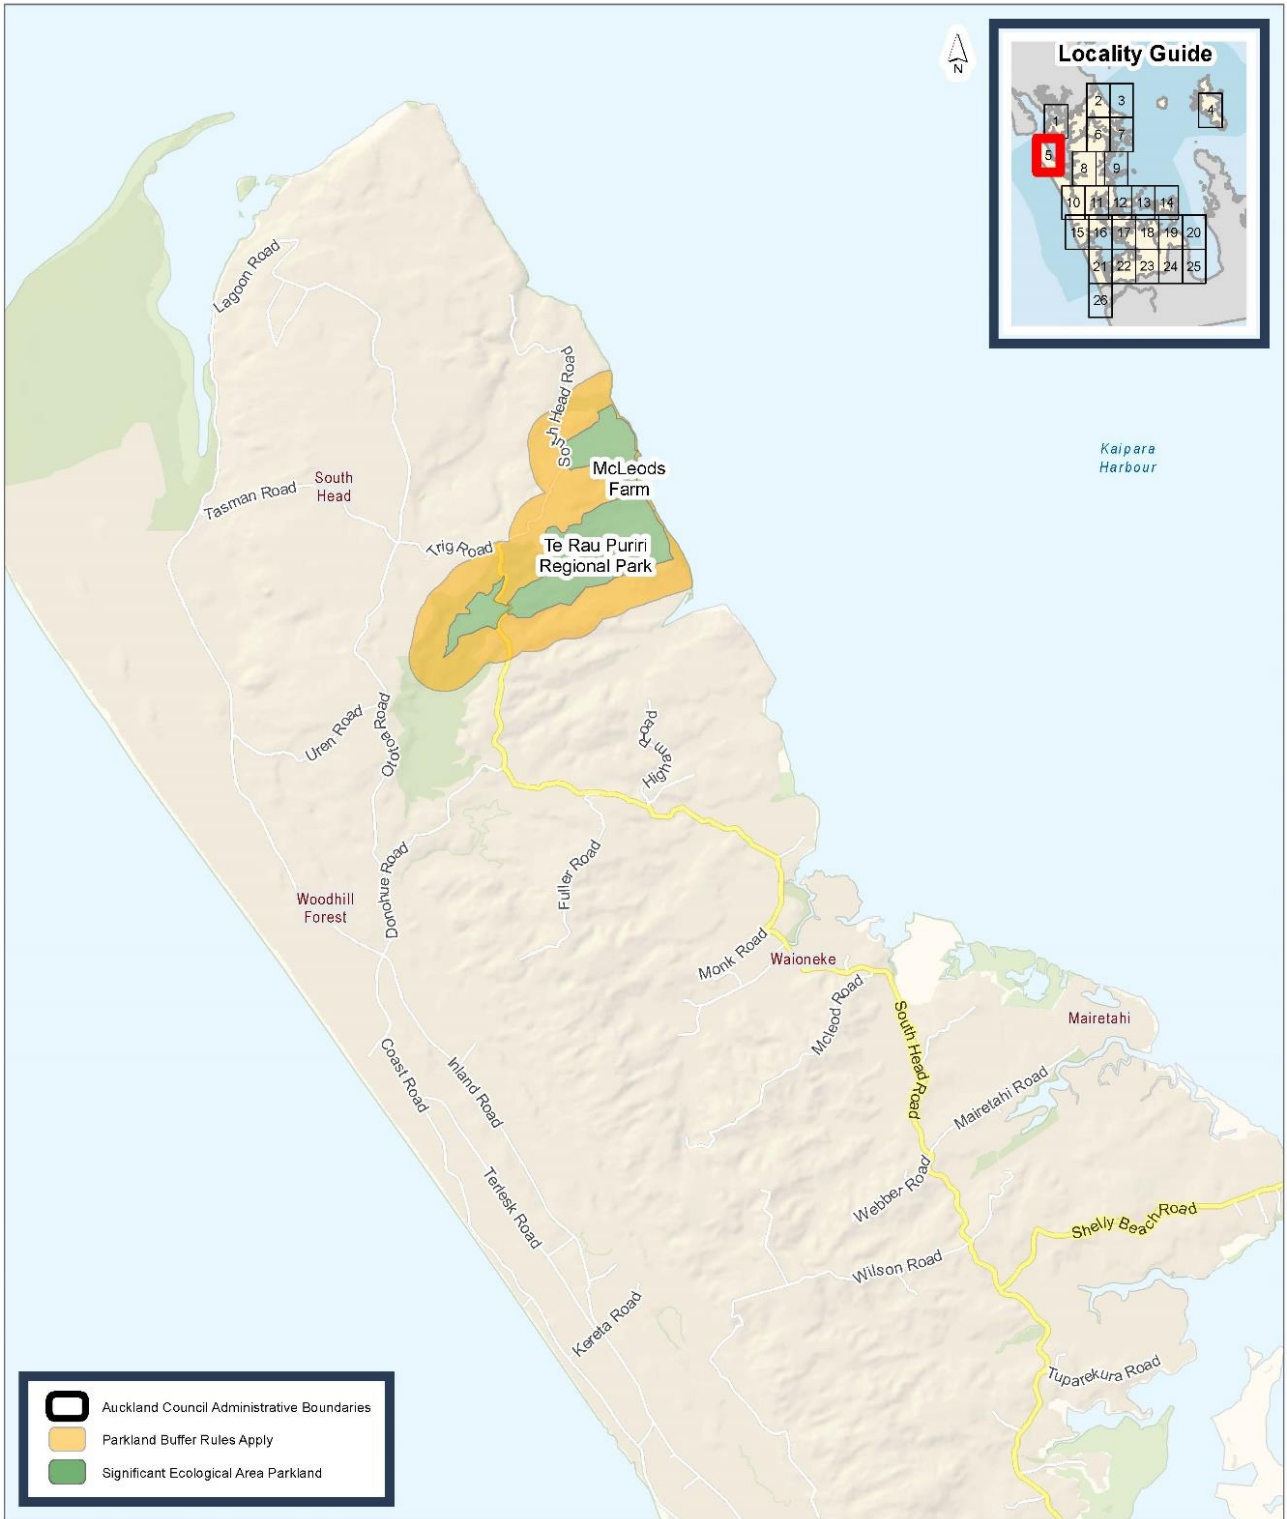 N
Locality Guide
1
2
3
4
5
6
7
8
9
10
11
12
13
14
15
16
17
18
19
20
21
22
23
24
25
26
Lagoon Road
South Head Road
Kaipara
Harbour
McLeods
Farm
South
Head
Tasman Road
Trig Road
Te Rau Puriri
Regional Park
Uren Road
Ototoa Road
Higham Road
Donohue Road
Fuller Road
Woodhill
Forest
Monk Road
Waioneke
Mcleod Road
South Head Road
Mairetahi
Coast Road
Inland Road
Mairetahi Road
Webber Road
Terlesk Road
Shelly Beach Road
Wilson Road
Kereta Road
Tuparekura Road
Auckland Council Administrative Boundaries
Parkland Buffer Rules Apply
Significant Ecological Area Parkland